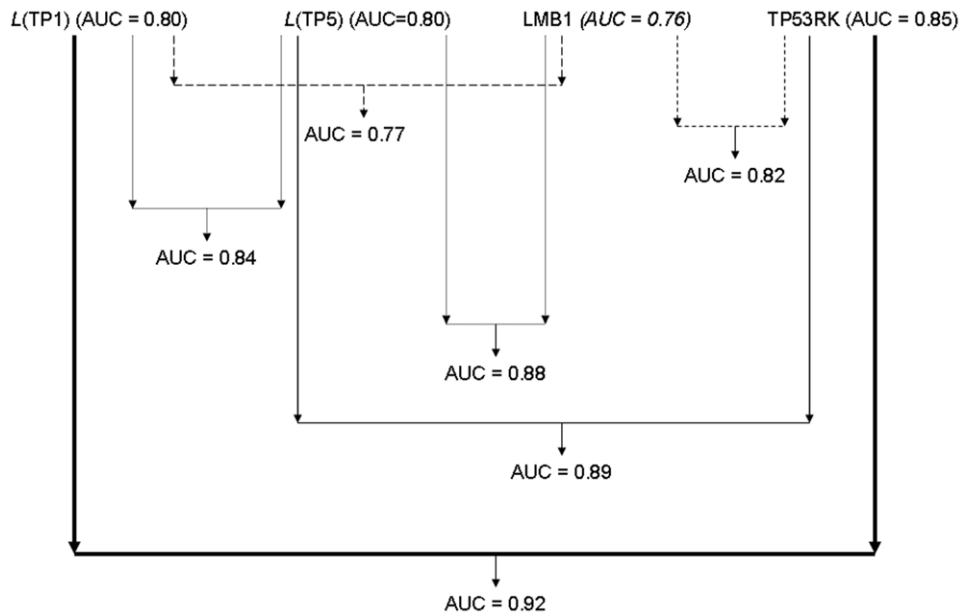 L(TP1) (AUC = 0.80) L(TP5) (AUC=0.80) LMB1 (AUC = 0.76) TP53RK (AUC = 0.85)
AUC = 0.77
AUC = 0.82
AUC = 0.84
AUC = 0.88
AUC = 0.89
AUC = 0.92